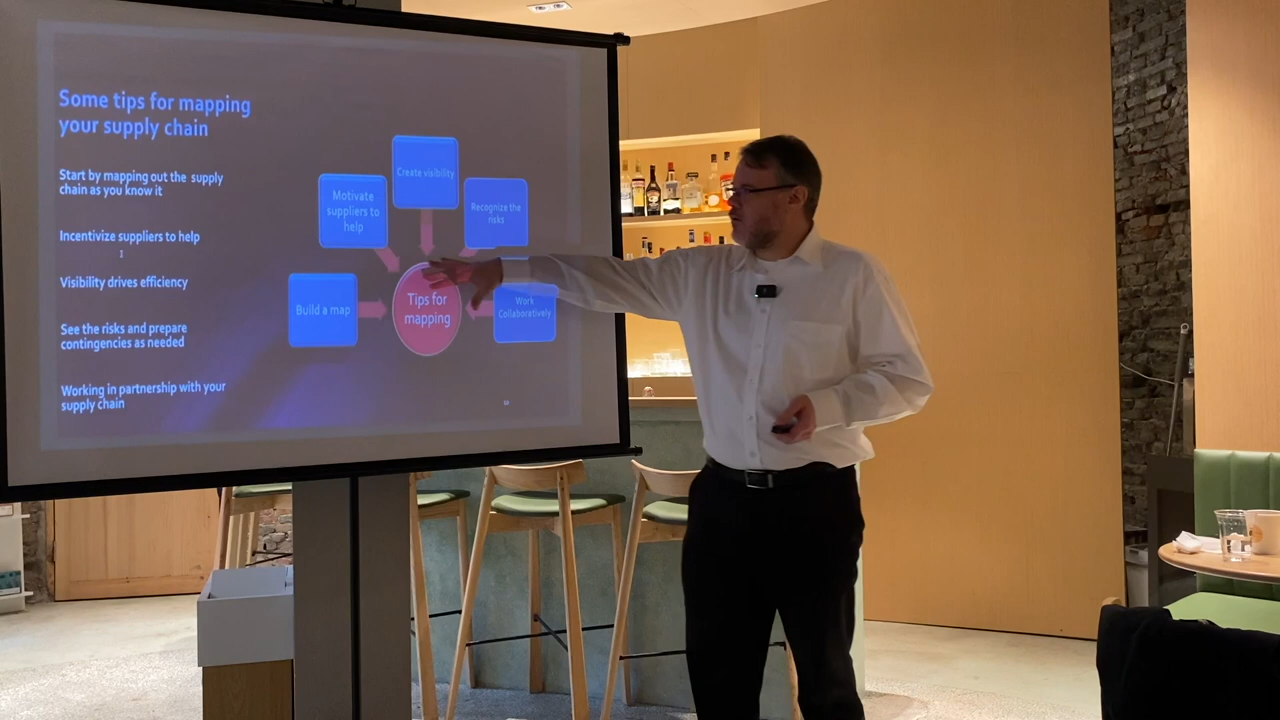 Some tips for mapping
your supply chain
Start by mapping out the supply
chain as you know it
Incentivize suppliers to help
Visibility drives efficiency
See the risks and prepare
contingencies as needed
Working in partnership with your
supply chain
Create visibility
Motivate
suppliers to
help
Recognize the
risks
Build a map
Tips for
mapping
Work
Collaboratively